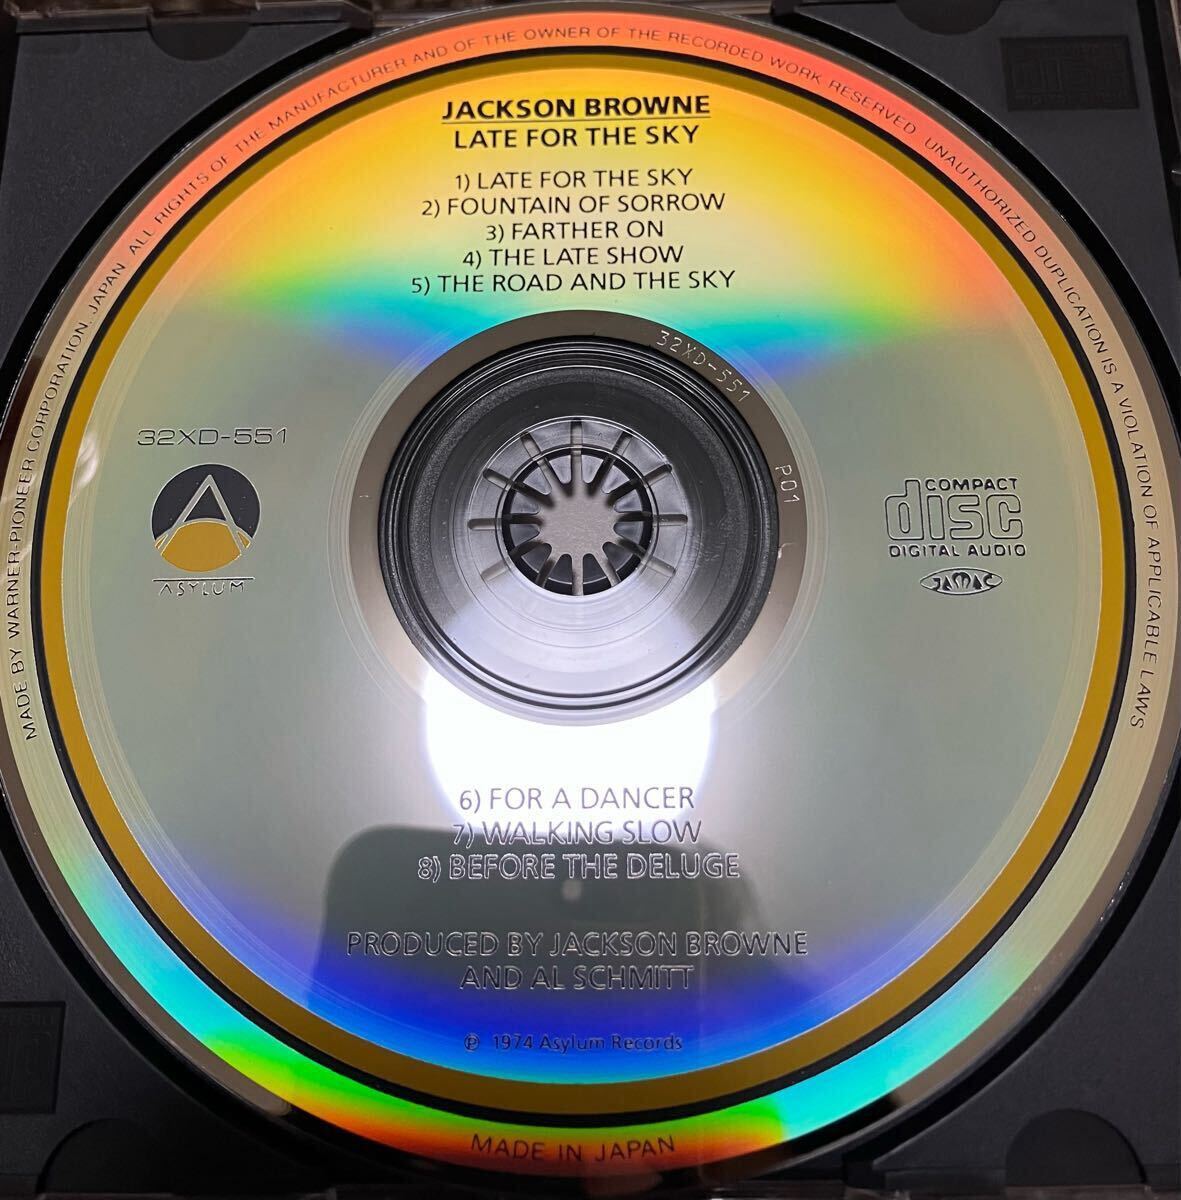 ALL RIGHTS OF THE MANUFACTURER AND OF THE OWNER OF THE RECORDED WORK RESERVED. UNAUTHORIZED DUPLICATION IS A VIOLATION OF APPLICABLE LAWS
MADE BY WARNER-PIONEER CORPORATION, JAPAN
JACKSON BROWNE
LATE FOR THE SKY
1) LATE FOR THE SKY
2) FOUNTAIN OF SORROW
3) FARTHER ON
4) THE LATE SHOW
5) THE ROAD AND THE SKY
32XD-551
P01
32XD-551
ASYLUM
COMPACT
disc
DIGITAL AUDIO
JAMAC
6) FOR A DANCER
7) WALKING SLOW
8) BEFORE THE DELUGE
PRODUCED BY JACKSON BROWNE
AND AL SCHMITT
℗ 1974 Asylum Records
MADE IN JAPAN